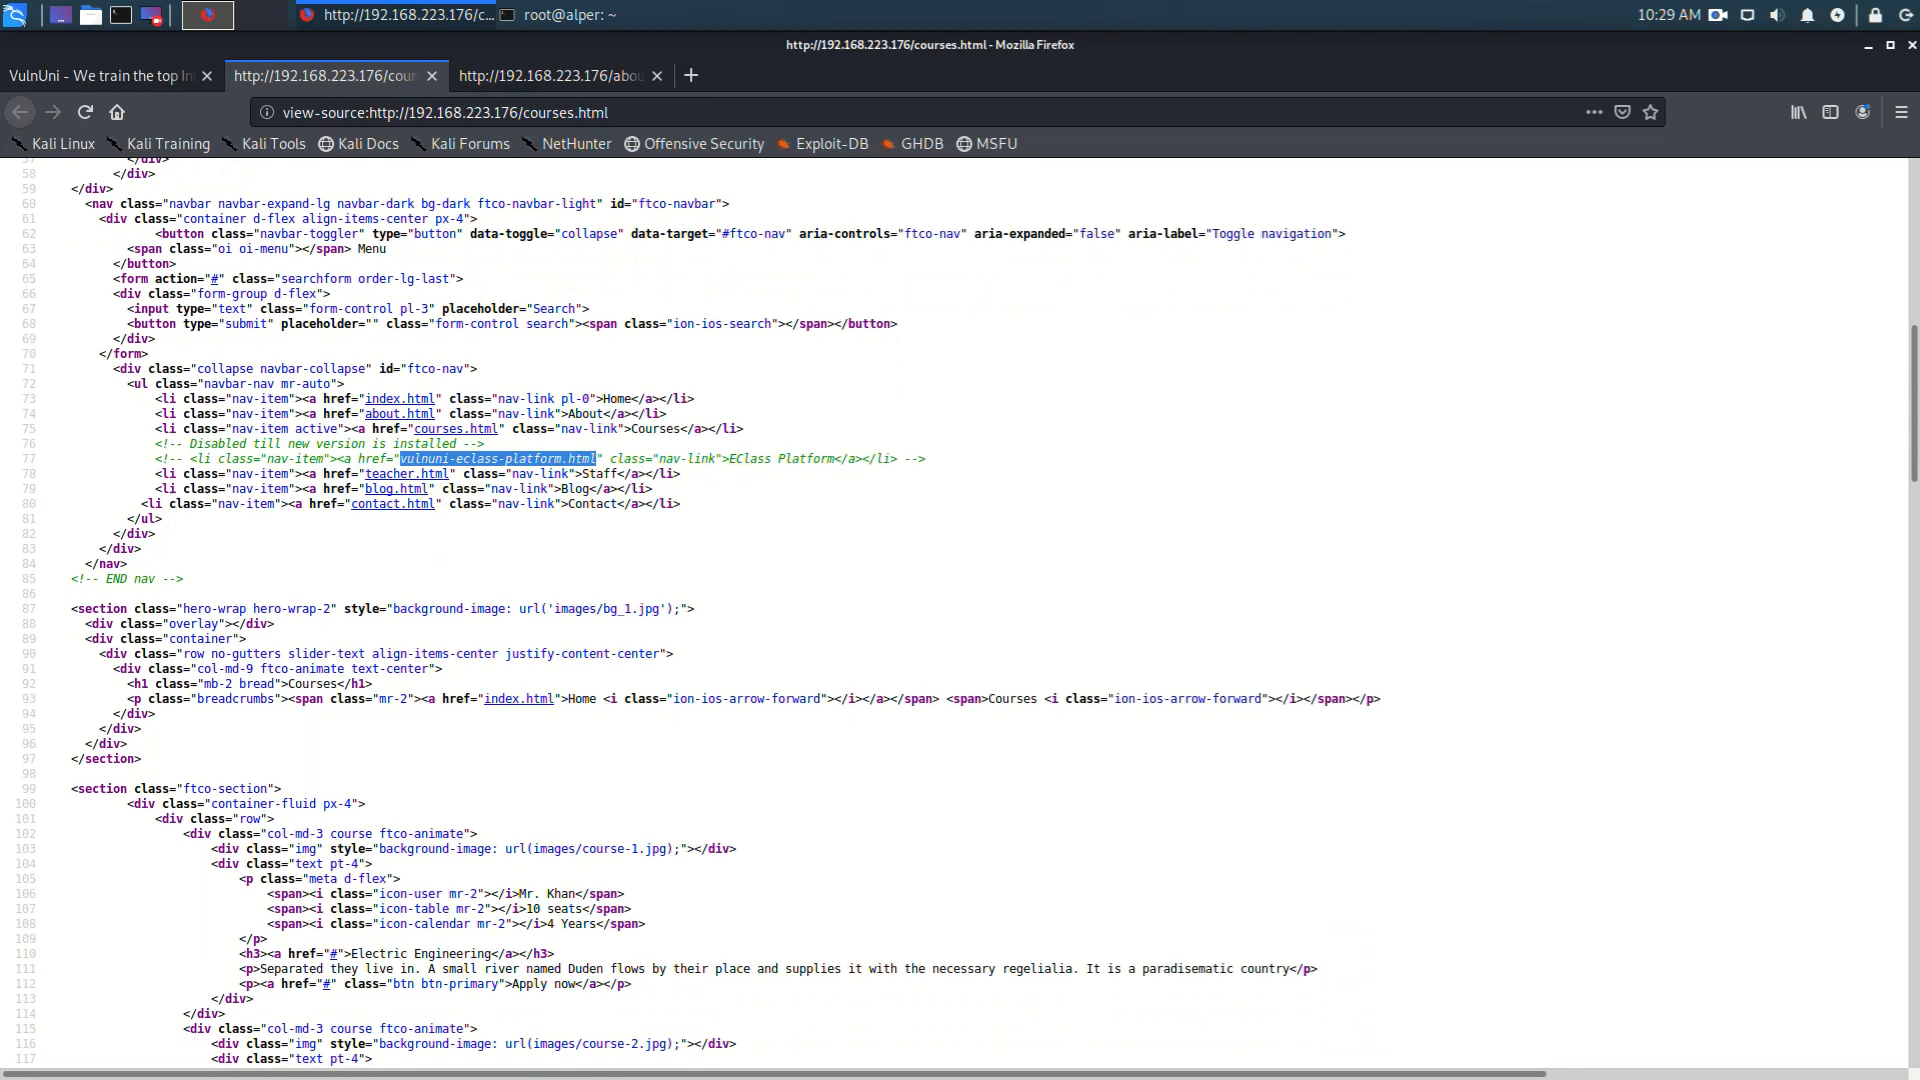 http://192.168.223.176/c...
root@alper: ~
10:29 AM
http://192.168.223.176/courses.html - Mozilla Firefox
VulnUni - We train the top In
http://192.168.223.176/cour
http://192.168.223.176/abou
view-source:http://192.168.223.176/courses.html
Kali Linux Kali Training Kali Tools Kali Docs Kali Forums NetHunter Offensive Security Exploit-DB GHDB MSFU
57 </div>
58 </div>
59 </div>
60 <nav class="navbar navbar-expand-lg navbar-dark bg-dark ftco-navbar-light" id="ftco-navbar">
61 <div class="container d-flex align-items-center px-4">
62 <button class="navbar-toggler" type="button" data-toggle="collapse" data-target="#ftco-nav" aria-controls="ftco-nav" aria-expanded="false" aria-label="Toggle navigation">
63 <span class="oi oi-menu"></span> Menu
64 </button>
65 <form action="#" class="searchform order-lg-last">
66 <div class="form-group d-flex">
67 <input type="text" class="form-control pl-3" placeholder="Search">
68 <button type="submit" placeholder="" class="form-control search"><span class="ion-ios-search"></span></button>
69 </div>
70 </form>
71 <div class="collapse navbar-collapse" id="ftco-nav">
72 <ul class="navbar-nav mr-auto">
73 <li class="nav-item"><a href="index.html" class="nav-link pl-0">Home</a></li>
74 <li class="nav-item"><a href="about.html" class="nav-link">About</a></li>
75 <li class="nav-item active"><a href="courses.html" class="nav-link">Courses</a></li>
76 <!-- Disabled till new version is installed -->
77 <!-- <li class="nav-item"><a href="vulnuni-eclass-platform.html" class="nav-link">EClass Platform</a></li> -->
78 <li class="nav-item"><a href="teacher.html" class="nav-link">Staff</a></li>
79 <li class="nav-item"><a href="blog.html" class="nav-link">Blog</a></li>
80 <li class="nav-item"><a href="contact.html" class="nav-link">Contact</a></li>
81 </ul>
82 </div>
83 </div>
84 </nav>
85 <!-- END nav -->
86
87 <section class="hero-wrap hero-wrap-2" style="background-image: url('images/bg_1.jpg');">
88 <div class="overlay"></div>
89 <div class="container">
90 <div class="row no-gutters slider-text align-items-center justify-content-center">
91 <div class="col-md-9 ftco-animate text-center">
92 <h1 class="mb-2 bread">Courses</h1>
93 <p class="breadcrumbs"><span class="mr-2"><a href="index.html">Home <i class="ion-ios-arrow-forward"></i></a></span> <span>Courses <i class="ion-ios-arrow-forward"></i></span></p>
94 </div>
95 </div>
96 </div>
97 </section>
98
99 <section class="ftco-section">
100 <div class="container-fluid px-4">
101 <div class="row">
102 <div class="col-md-3 course ftco-animate">
103 <div class="img" style="background-image: url(images/course-1.jpg);"></div>
104 <div class="text pt-4">
105 <p class="meta d-flex">
106 <span><i class="icon-user mr-2"></i>Mr. Khan</span>
107 <span><i class="icon-table mr-2"></i>10 seats</span>
108 <span><i class="icon-calendar mr-2"></i>4 Years</span>
109 </p>
110 <h3><a href="#">Electric Engineering</a></h3>
111 <p>Separated they live in. A small river named Duden flows by their place and supplies it with the necessary regelialia. It is a paradisematic country</p>
112 <p><a href="#" class="btn btn-primary">Apply now</a></p>
113 </div>
114 </div>
115 <div class="col-md-3 course ftco-animate">
116 <div class="img" style="background-image: url(images/course-2.jpg);"></div>
117 <div class="text pt-4">